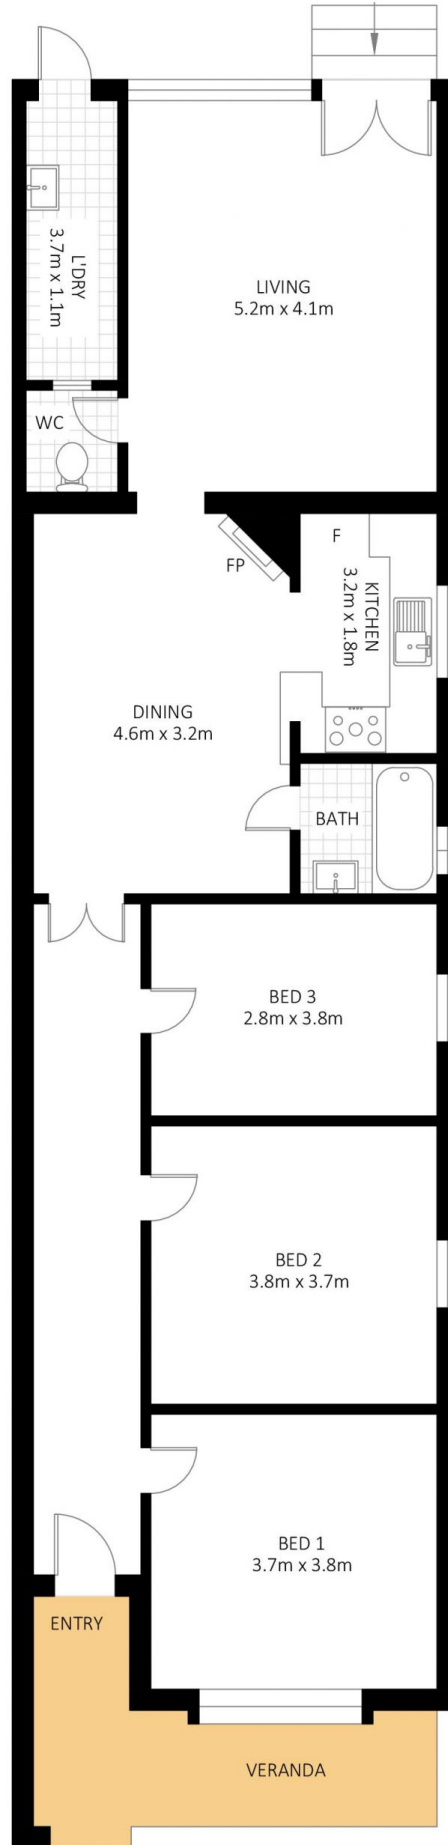 L'DRY
3.7m x 1.1m
LIVING
5.2m x 4.1m
WC
FP
F
KITCHEN
3.2m x 1.8m
DINING
4.6m x 3.2m
BATH
BED 3
2.8m x 3.8m
BED 2
3.8m x 3.7m
BED 1
3.7m x 3.8m
ENTRY
VERANDA